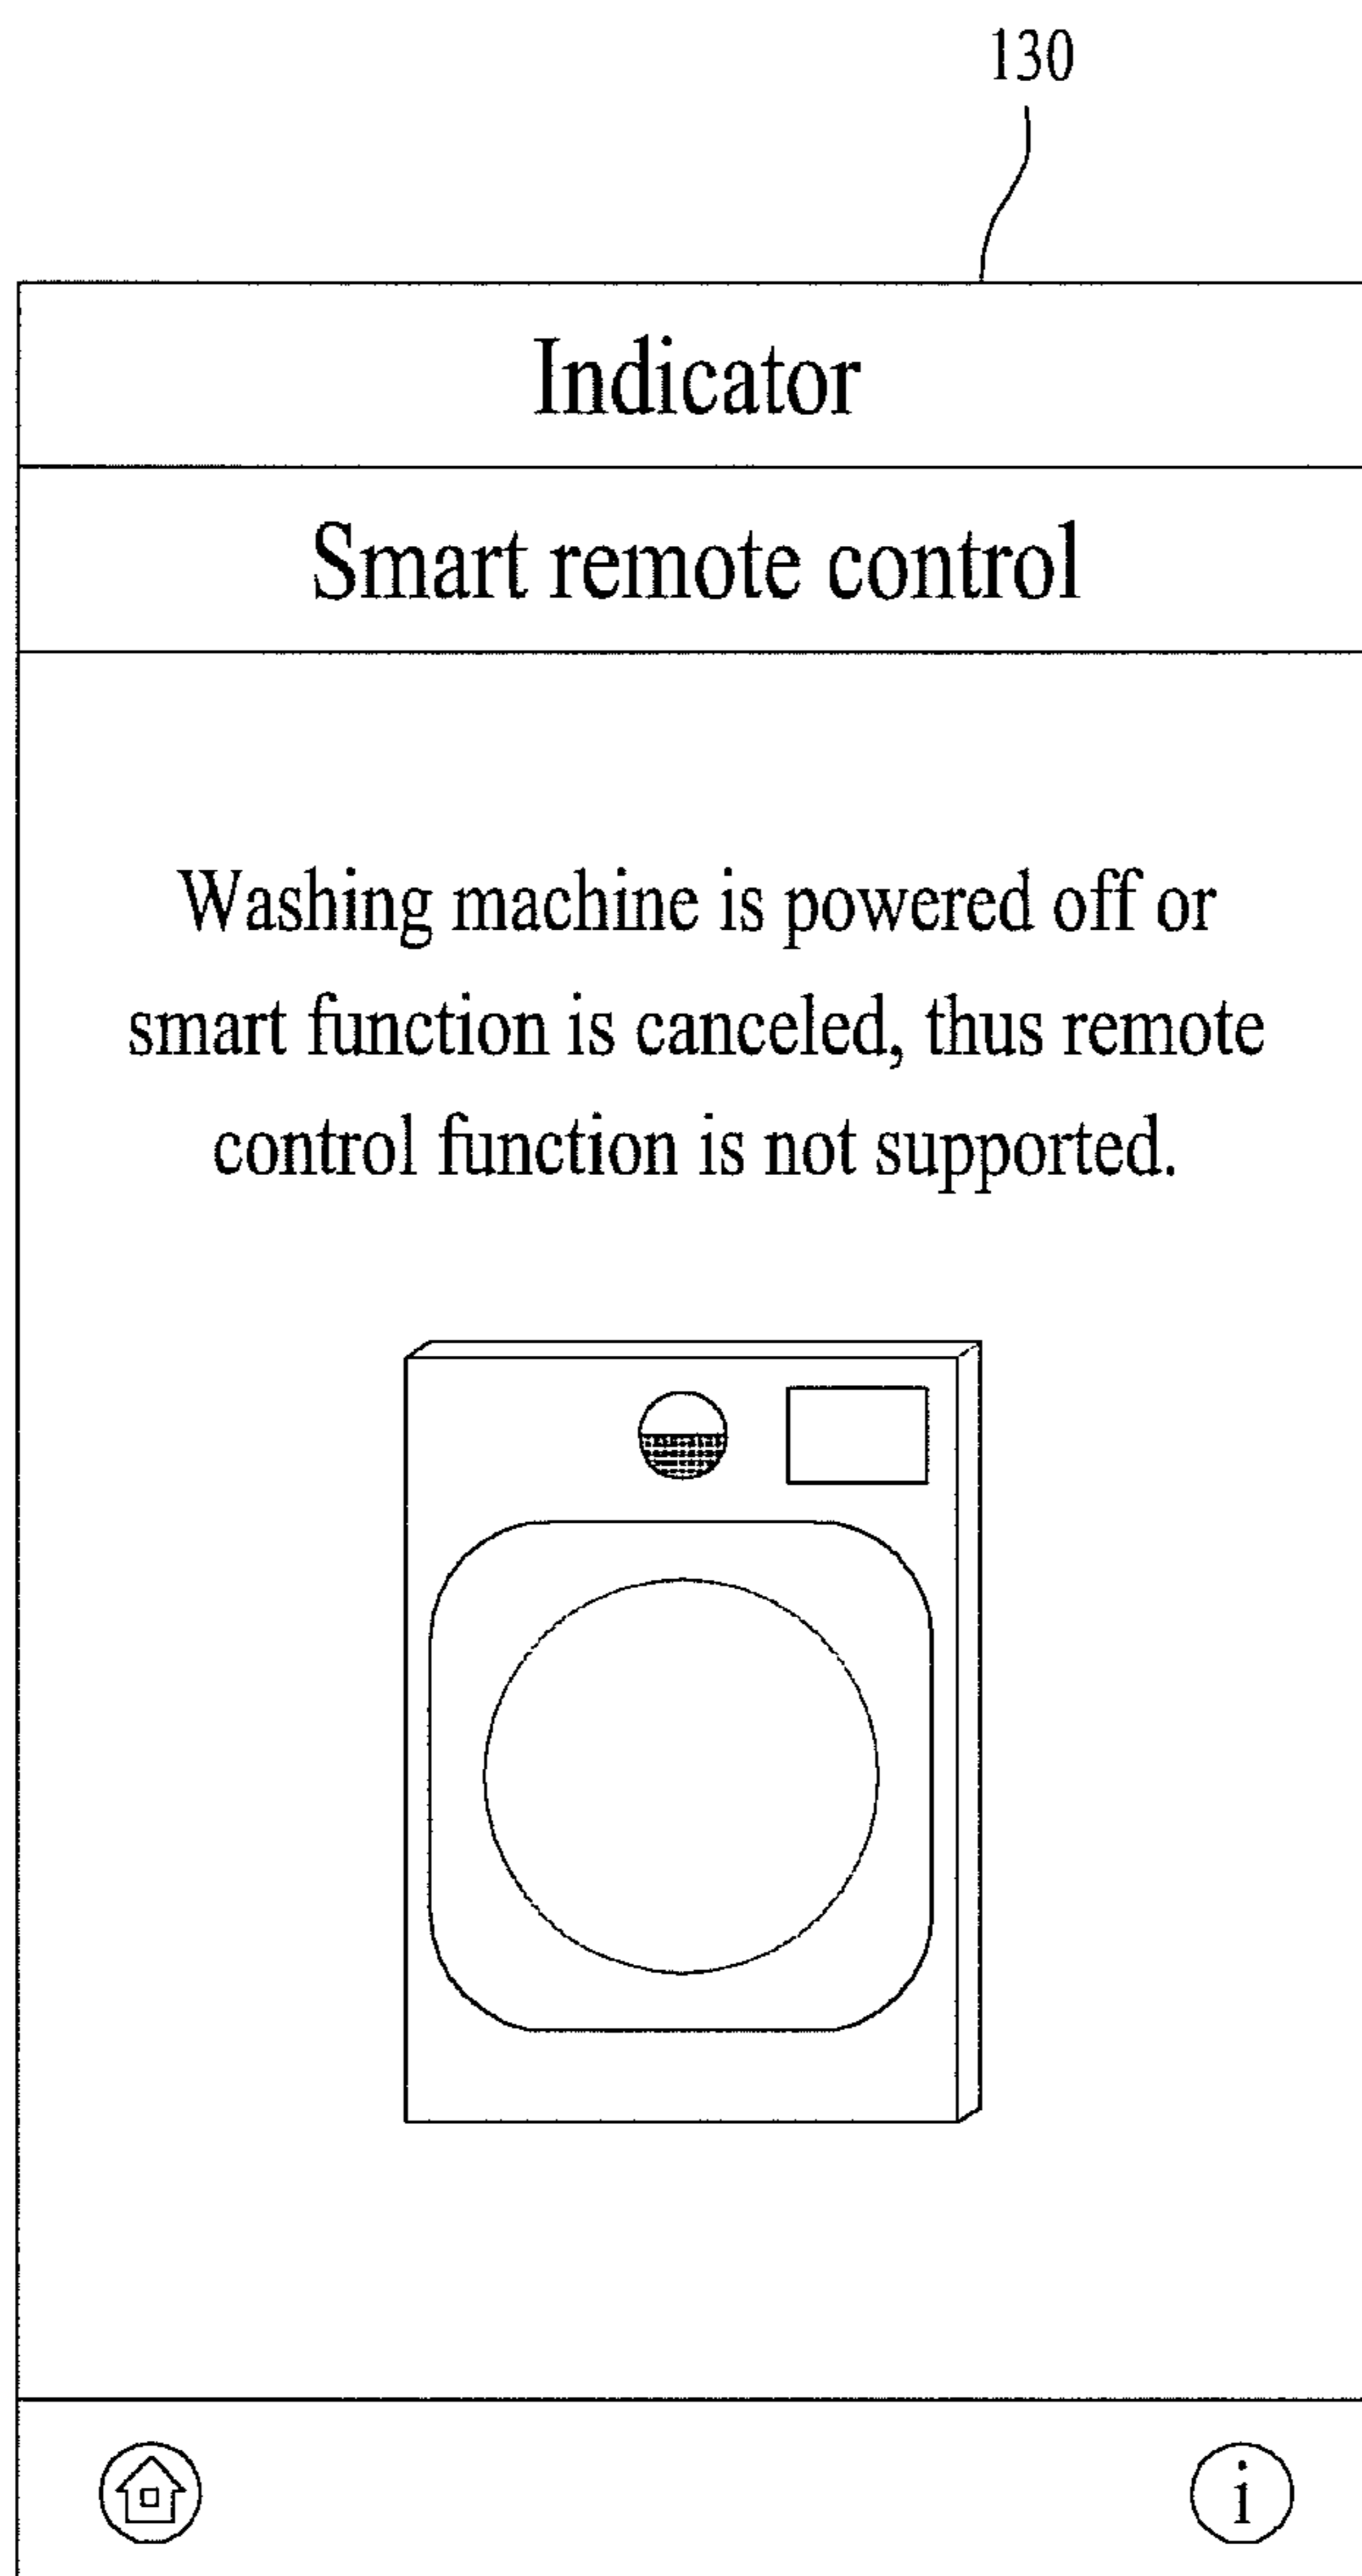 130
Indicator
Smart remote control
Washing machine is powered off or
smart function is canceled, thus remote
control function is not supported.
i